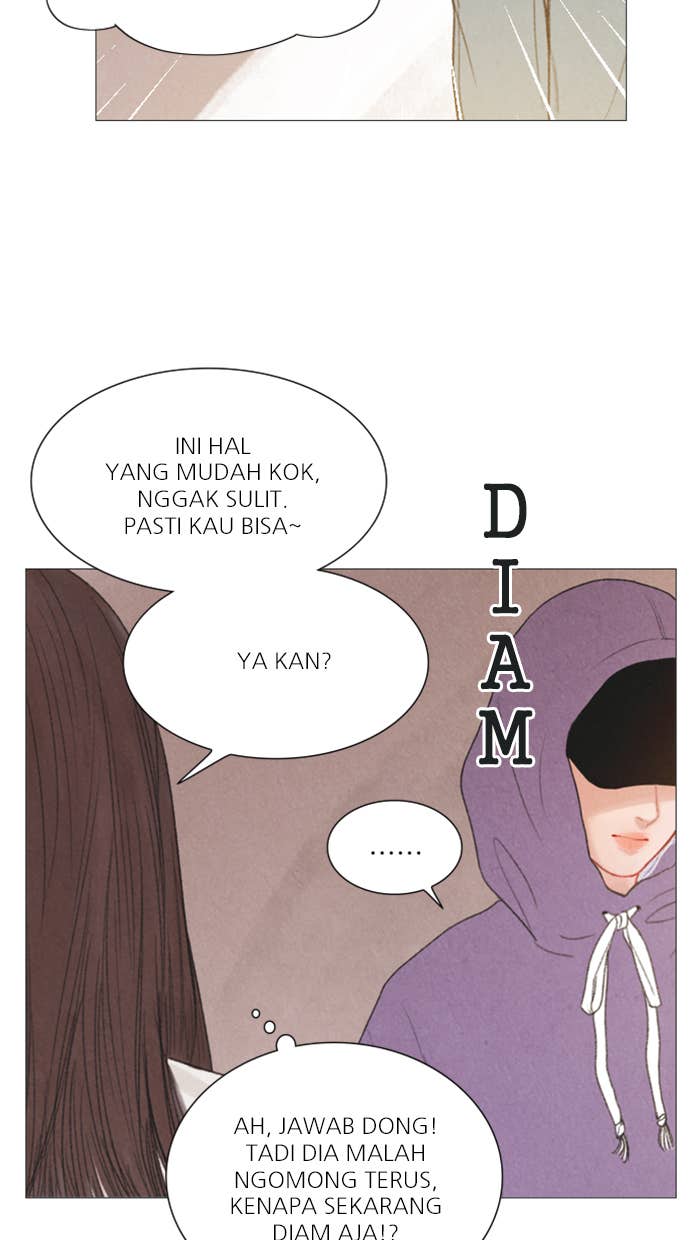 INI HAL
YANG MUDAH KOK,
NGGAK SULIT.
PASTI KAU BISA~
DIAM
YA KAN?
......
AH, JAWAB DONG!
TADI DIA MALAH
NGOMONG TERUS,
KENAPA SEKARANG
DIAM AJA!?